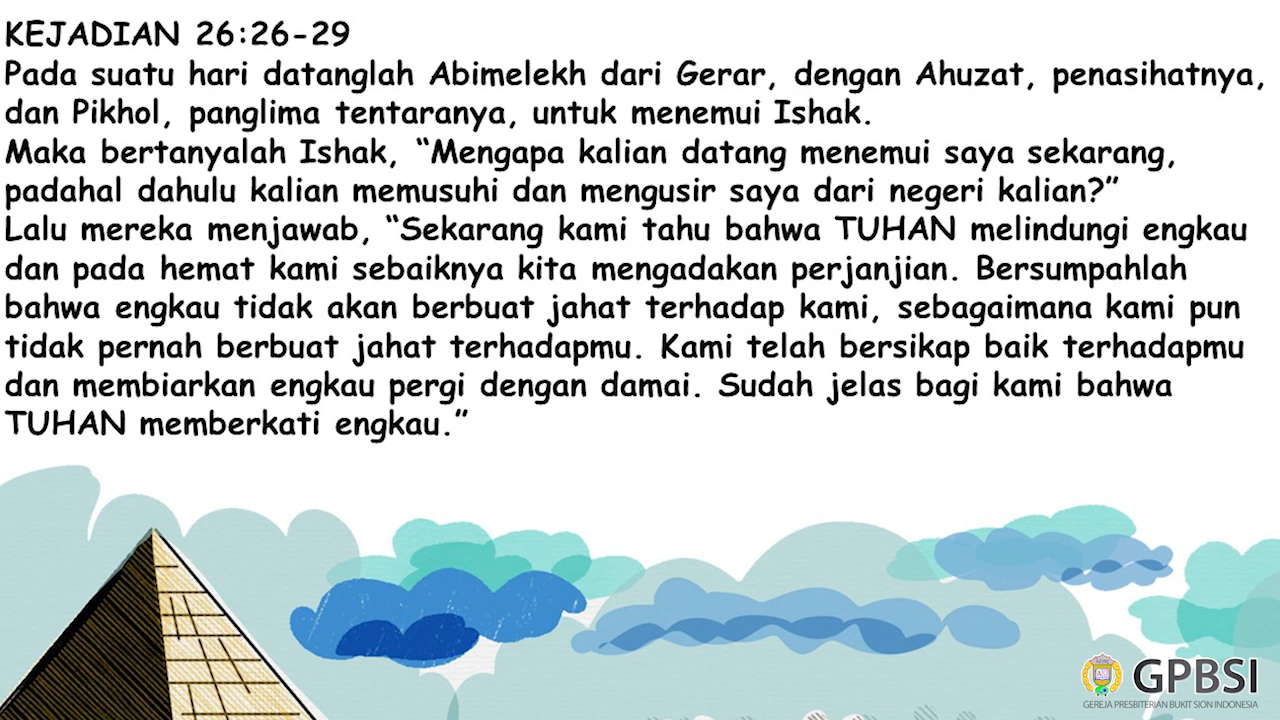 KEJADIAN 26:26-29
Pada suatu hari datanglah Abimelekh dari Gerar, dengan Ahuzat, penasihatnya,
dan Pikhol, panglima tentaranya, untuk menemui Ishak.
Maka bertanyalah Ishak, “Mengapa kalian datang menemui saya sekarang,
padahal dahulu kalian memusuhi dan mengusir saya dari negeri kalian?”
Lalu mereka menjawab, “Sekarang kami tahu bahwa TUHAN melindungi engkau
dan pada hemat kami sebaiknya kita mengadakan perjanjian. Bersumpahlah
bahwa engkau tidak akan berbuat jahat terhadap kami, sebagaimana kami pun
tidak pernah berbuat jahat terhadapmu. Kami telah bersikap baik terhadapmu
dan membiarkan engkau pergi dengan damai. Sudah jelas bagi kami bahwa
TUHAN memberkati engkau.”
GPBSI
GEREJA PRESBITERIAN BUKIT SION INDONESIA